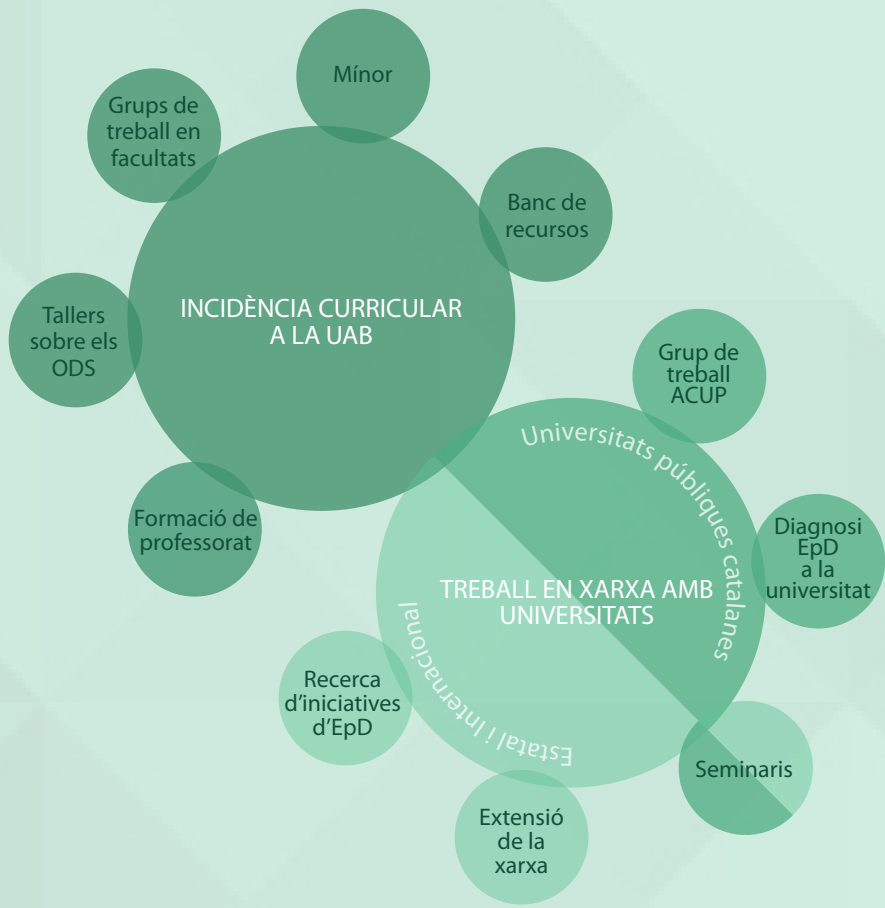 Mínor
Grups de
treball en
facultats
Banc de
recursos
INCIDÈNCIA CURRICULAR
A LA UAB
Tallers
sobre els
ODS
Formació de
professorat
Grup de
treball
ACUP
Universitats públiques catalanes
Diagnosi
EpD
a la
universitat
TREBALL EN XARXA AMB
UNIVERSITATS
Estatal i Internacional
Recerca
d'iniciatives
d'EpD
Seminaris
Extensió
de la
xarxa